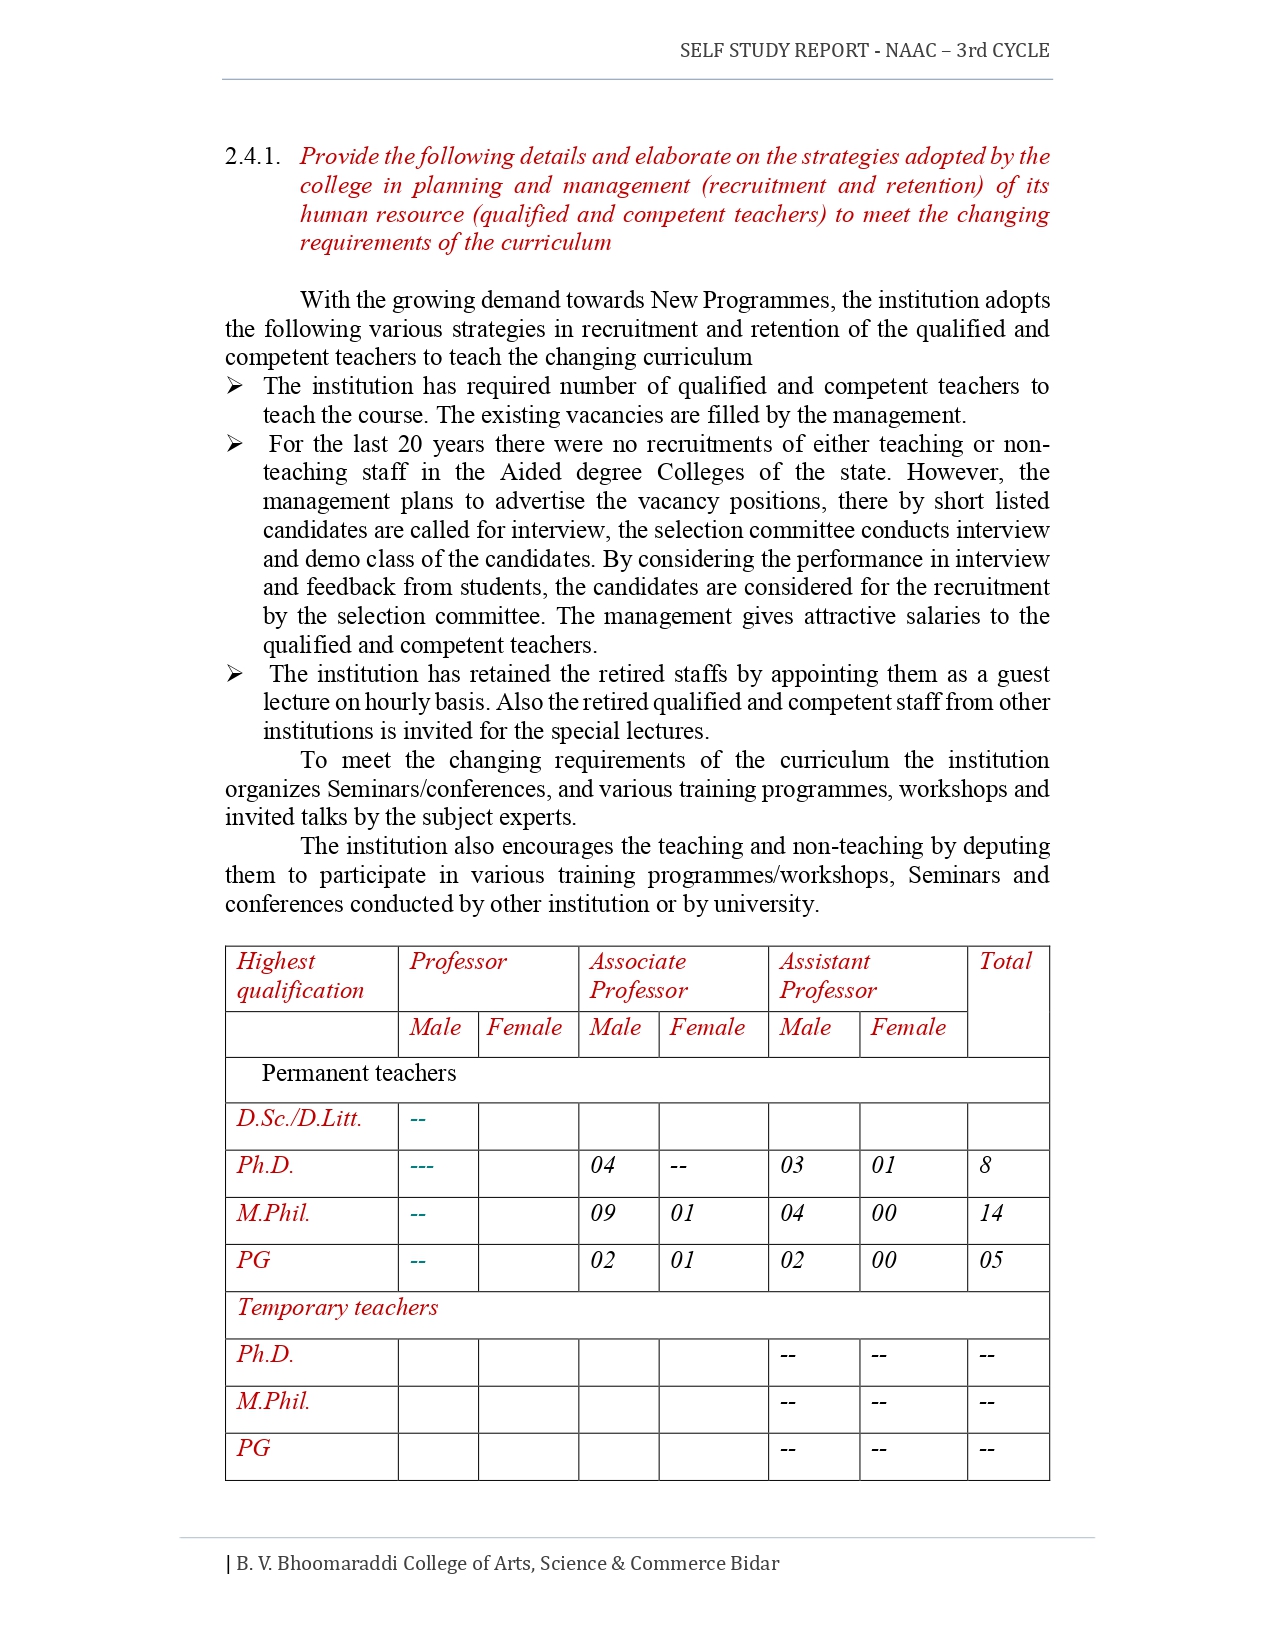 SELF STUDY REPORT - NAAC – 3rd CYCLE
2.4.1. Provide the following details and elaborate on the strategies adopted by the
college in planning and management (recruitment and retention) of its
human resource (qualified and competent teachers) to meet the changing
requirements of the curriculum
With the growing demand towards New Programmes, the institution adopts
the following various strategies in recruitment and retention of the qualified and
competent teachers to teach the changing curriculum
➢ The institution has required number of qualified and competent teachers to
teach the course. The existing vacancies are filled by the management.
➢ For the last 20 years there were no recruitments of either teaching or non-
teaching staff in the Aided degree Colleges of the state. However, the
management plans to advertise the vacancy positions, there by short listed
candidates are called for interview, the selection committee conducts interview
and demo class of the candidates. By considering the performance in interview
and feedback from students, the candidates are considered for the recruitment
by the selection committee. The management gives attractive salaries to the
qualified and competent teachers.
➢ The institution has retained the retired staffs by appointing them as a guest
lecture on hourly basis. Also the retired qualified and competent staff from other
institutions is invited for the special lectures.
To meet the changing requirements of the curriculum the institution
organizes Seminars/conferences, and various training programmes, workshops and
invited talks by the subject experts.
The institution also encourages the teaching and non-teaching by deputing
them to participate in various training programmes/workshops, Seminars and
conferences conducted by other institution or by university.
Highest Professor Associate Assistant Total
qualification Professor Professor
Male Female Male Female Male Female
Permanent teachers
D.Sc./D.Litt. --
Ph.D. --- 04 -- 03 01 8
M.Phil. -- 09 01 04 00 14
PG -- 02 01 02 00 05
Temporary teachers
Ph.D. -- -- --
M.Phil. -- -- --
PG -- -- --
| B. V. Bhoomaraddi College of Arts, Science & Commerce Bidar